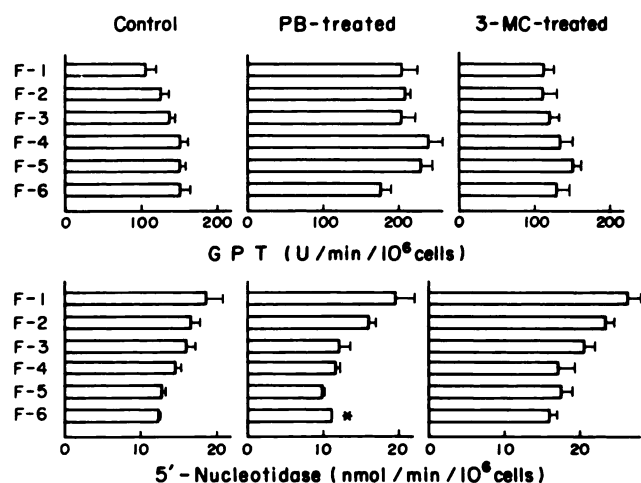 Control PB-treated 3-MC-treated
F-1
F-2
F-3
F-4
F-5
F-6
0 100 200 0 100 200 0 100 200
GPT (U/min/10⁶cells)
F-1
F-2
F-3
F-4
F-5
F-6 *
0 10 20 0 10 20 0 10 20
5′-Nucleotidase (nmol/min/10⁶cells)